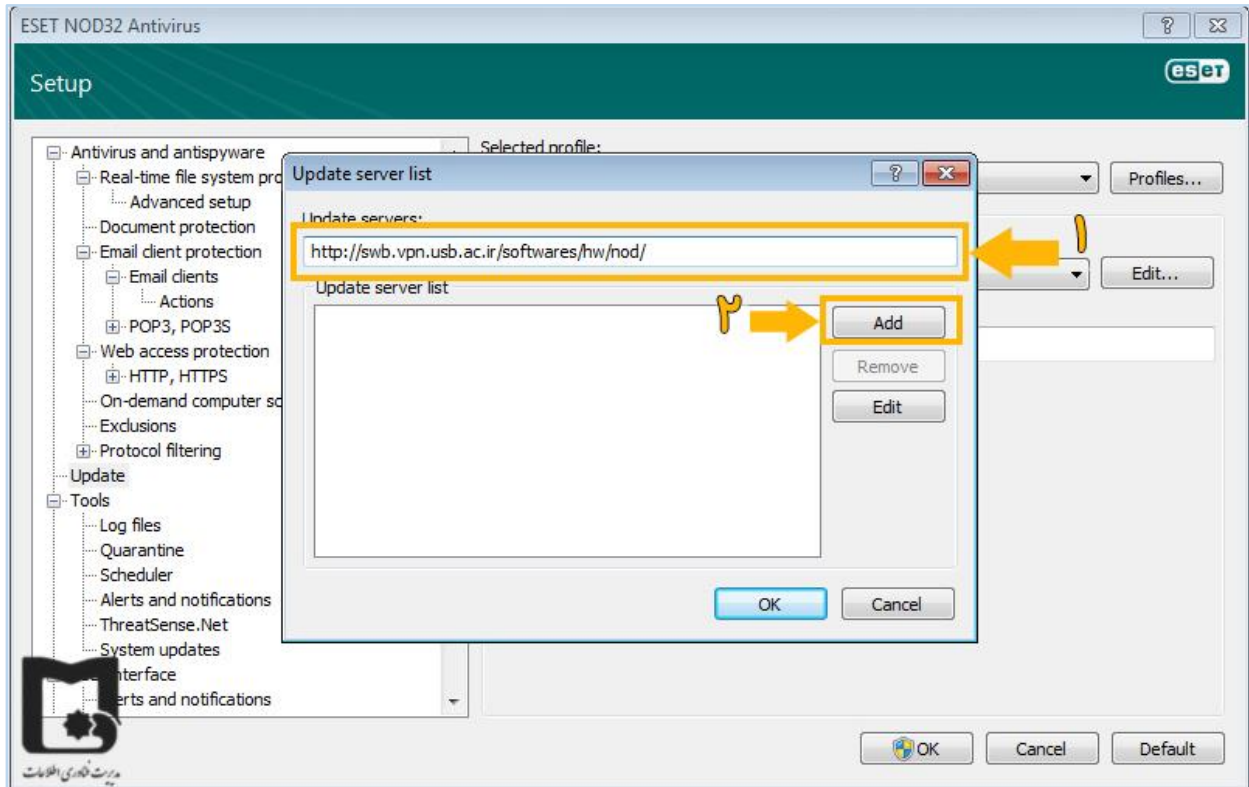 ESET NOD32 Antivirus
Setup
eset
Antivirus and antispyware
Real-time file system pro
Advanced setup
Document protection
Email client protection
Email clients
Actions
POP3, POP3S
Web access protection
HTTP, HTTPS
On-demand computer sc
Exclusions
Protocol filtering
Update
Tools
Log files
Quarantine
Scheduler
Alerts and notifications
ThreatSense.Net
System updates
nterface
erts and notifications
Selected profile:
Profiles...
Edit...
Update server list
Update servers:
http://swb.vpn.usb.ac.ir/softwares/hw/nod/
۱
Update server list
۲
Add
Remove
Edit
OK
Cancel
OK
Cancel
Default
مدیریت فناوری اطلاعات